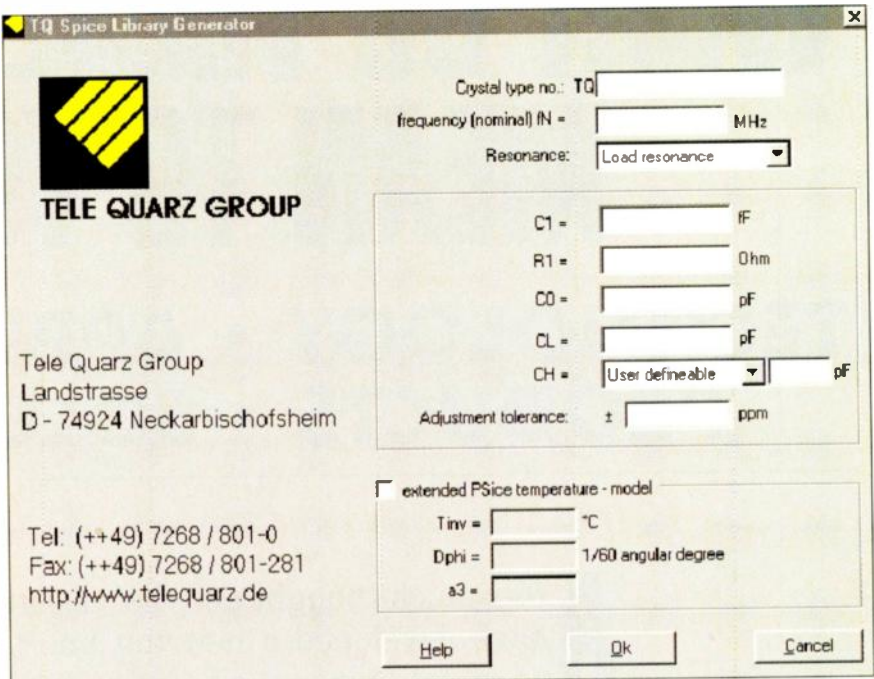 TQ Spice Library Generator
TELE QUARZ GROUP
Tele Quarz Group
Landstrasse
D - 74924 Neckarbischofsheim
Tel: (++49) 7268 / 801-0
Fax: (++49) 7268 / 801-281
http://www.telequarz.de
Crystal type no.: TQ
frequency (nominal) fN = MHz
Resonance: Load resonance
C1 = fF
R1 = Ohm
C0 = pF
CL = pF
CH = User defineable pF
Adjustment tolerance: ± ppm
extended PSice temperature - model
Tinv = °C
Dphi = 1/60 angular degree
a3 =
Help Ok Cancel